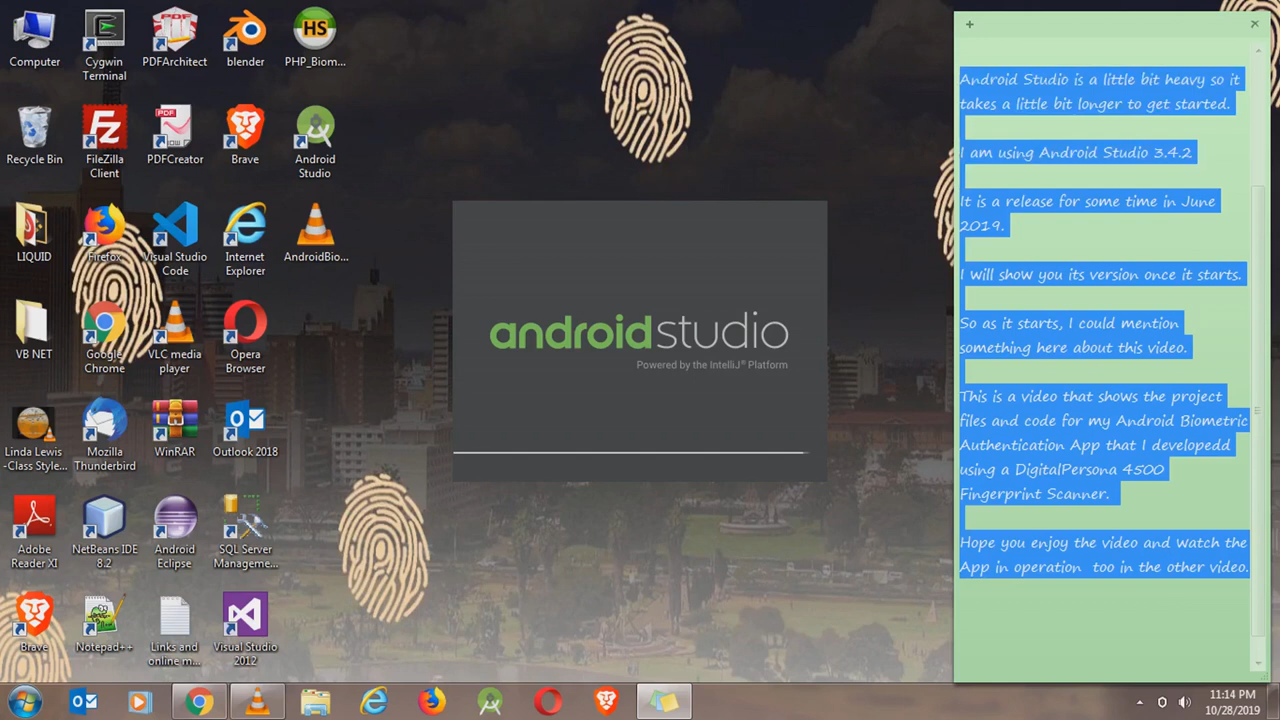 Computer
Cygwin
Terminal
PDFArchitect
blender
HS
PHP_Biom...
Recycle Bin
FileZilla
Client
PDF
PDFCreator
Brave
Android
Studio
LIQUID
Firefox
Visual Studio
Code
Internet
Explorer
AndroidBio...
VB NET
Google
Chrome
VLC media
player
Opera
Browser
Linda Lewis
-Class Style...
Mozilla
Thunderbird
WinRAR
Outlook 2018
Adobe
Reader XI
NetBeans IDE
8.2
Android
Eclipse
SQL Server
Manageme...
Brave
Notepad++
Links and
online m...
Visual Studio
2012
androidstudio
Powered by the IntelliJ® Platform
Android Studio is a little bit heavy so it
takes a little bit longer to get started.
I am using Android Studio 3.4.2
It is a release for some time in June
2019.
I will show you its version once it starts.
So as it starts, I could mention
something here about this video.
This is a video that shows the project
files and code for my Android Biometric
Authentication App that I developedd
using a DigitalPersona 4500
Fingerprint Scanner.
Hope you enjoy the video and Watch the
App in operation too in the other video.
11:14 PM
10/28/2019